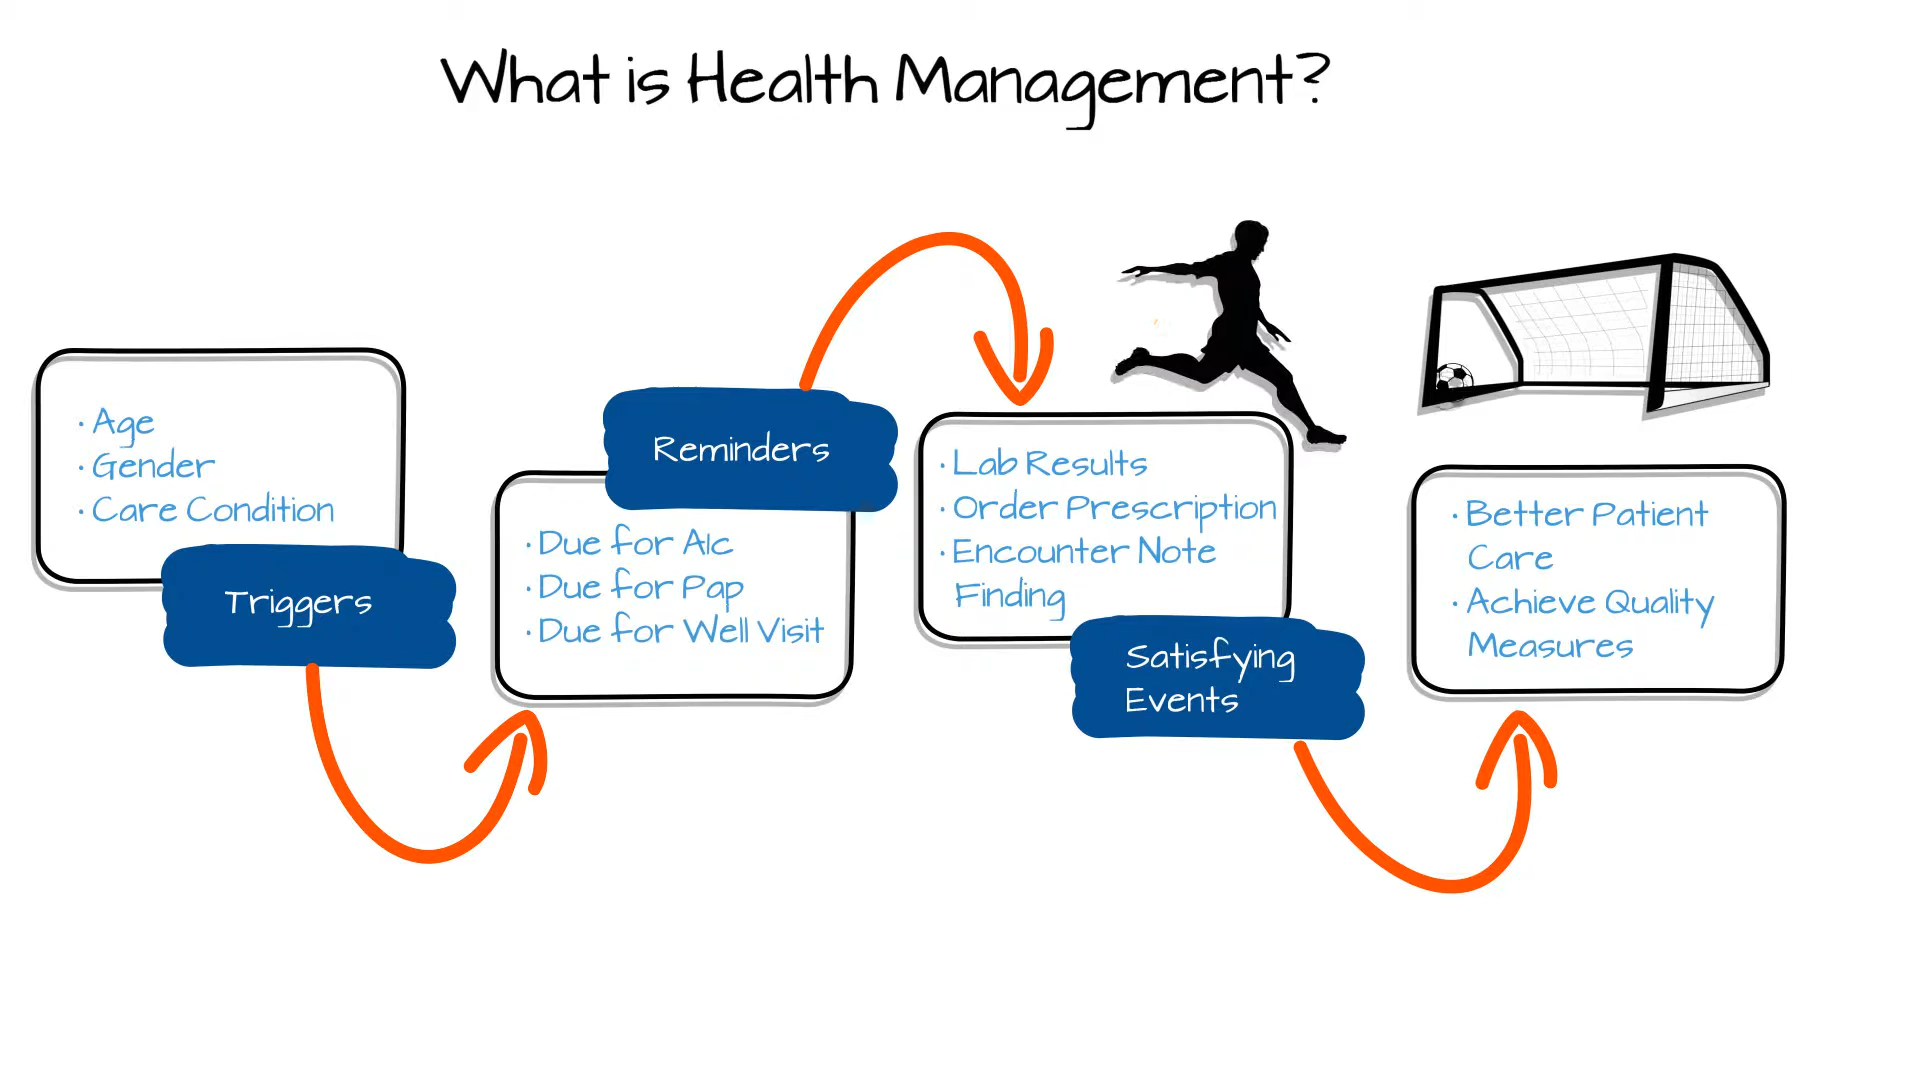 What is Health Management?
· Age
· Gender
· Care Condition
Triggers
Reminders
· Due for A1c
· Due for Pap
· Due for Well Visit
· Lab Results
· Order Prescription
· Encounter Note
Finding
Satisfying
Events
· Better Patient
Care
· Achieve Quality
Measures